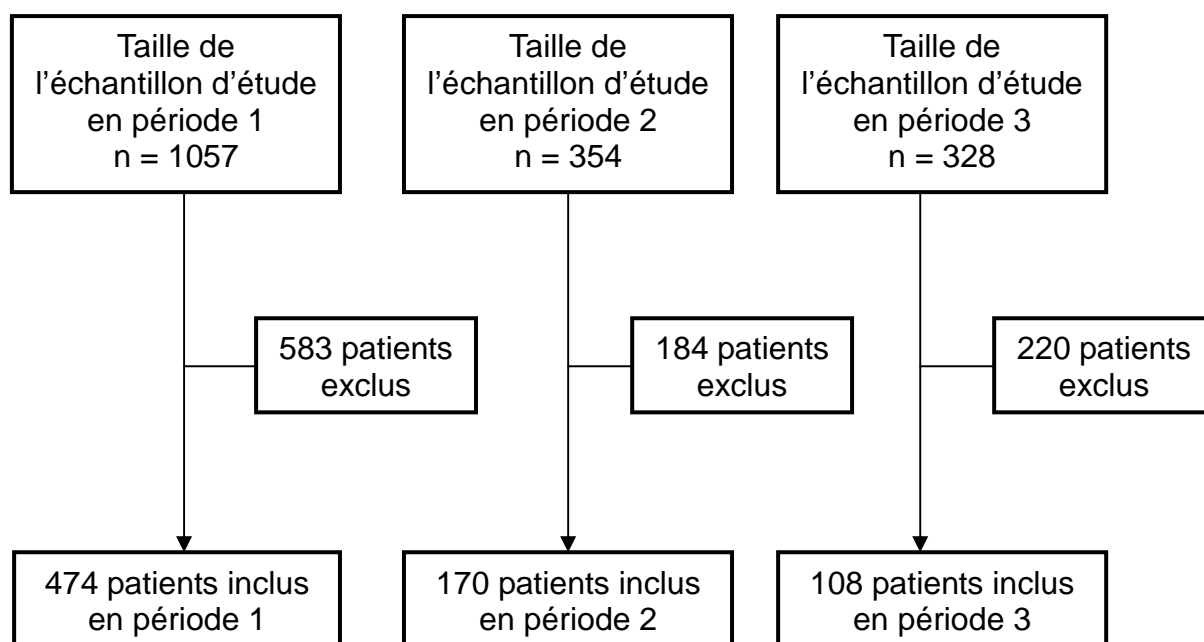 Taille de
l’échantillon d’étude
en période 1
n = 1057
Taille de
l’échantillon d’étude
en période 2
n = 354
Taille de
l’échantillon d’étude
en période 3
n = 328
583 patients
exclus
184 patients
exclus
220 patients
exclus
474 patients inclus
en période 1
170 patients inclus
en période 2
108 patients inclus
en période 3